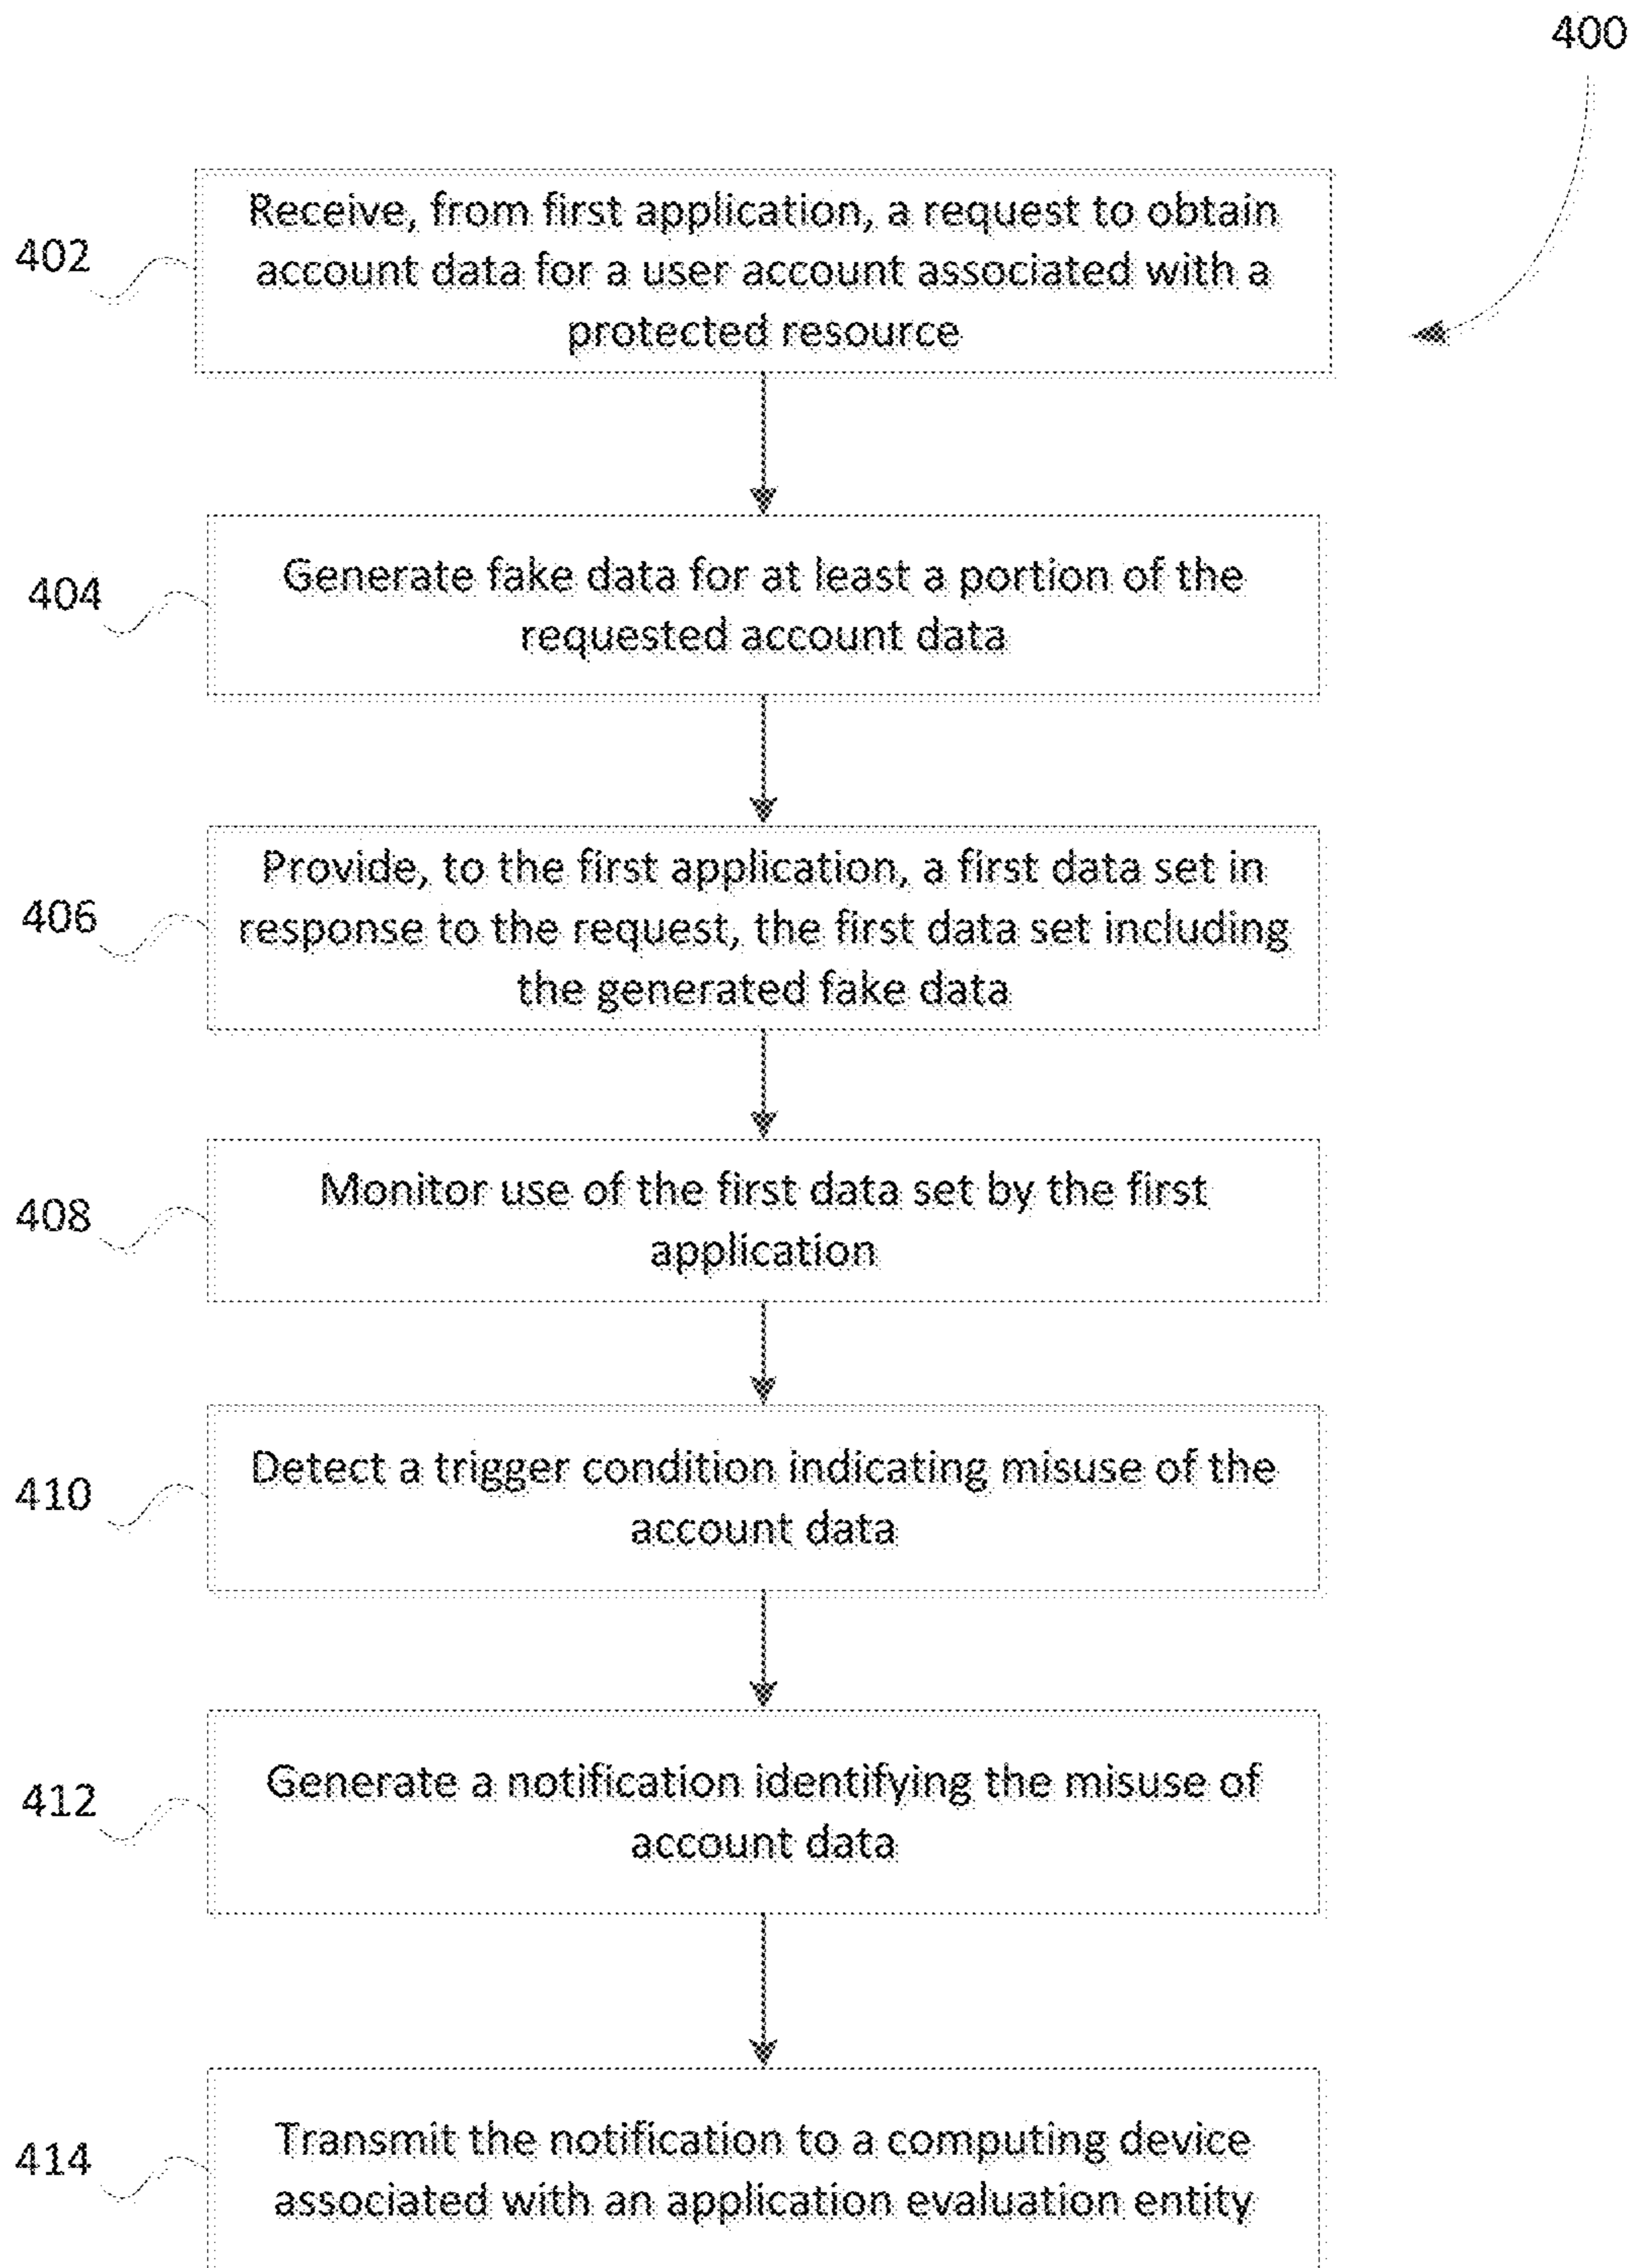 400
402
Receive, from first application, a request to obtain
account data for a user account associated with a
protected resource
404
Generate fake data for at least a portion of the
requested account data
406
Provide, to the first application, a first data set in
response to the request, the first data set including
the generated fake data
408
Monitor use of the first data set by the first
application
410
Detect a trigger condition indicating misuse of the
account data
412
Generate a notification identifying the misuse of
account data
414
Transmit the notification to a computing device
associated with an application evaluation entity